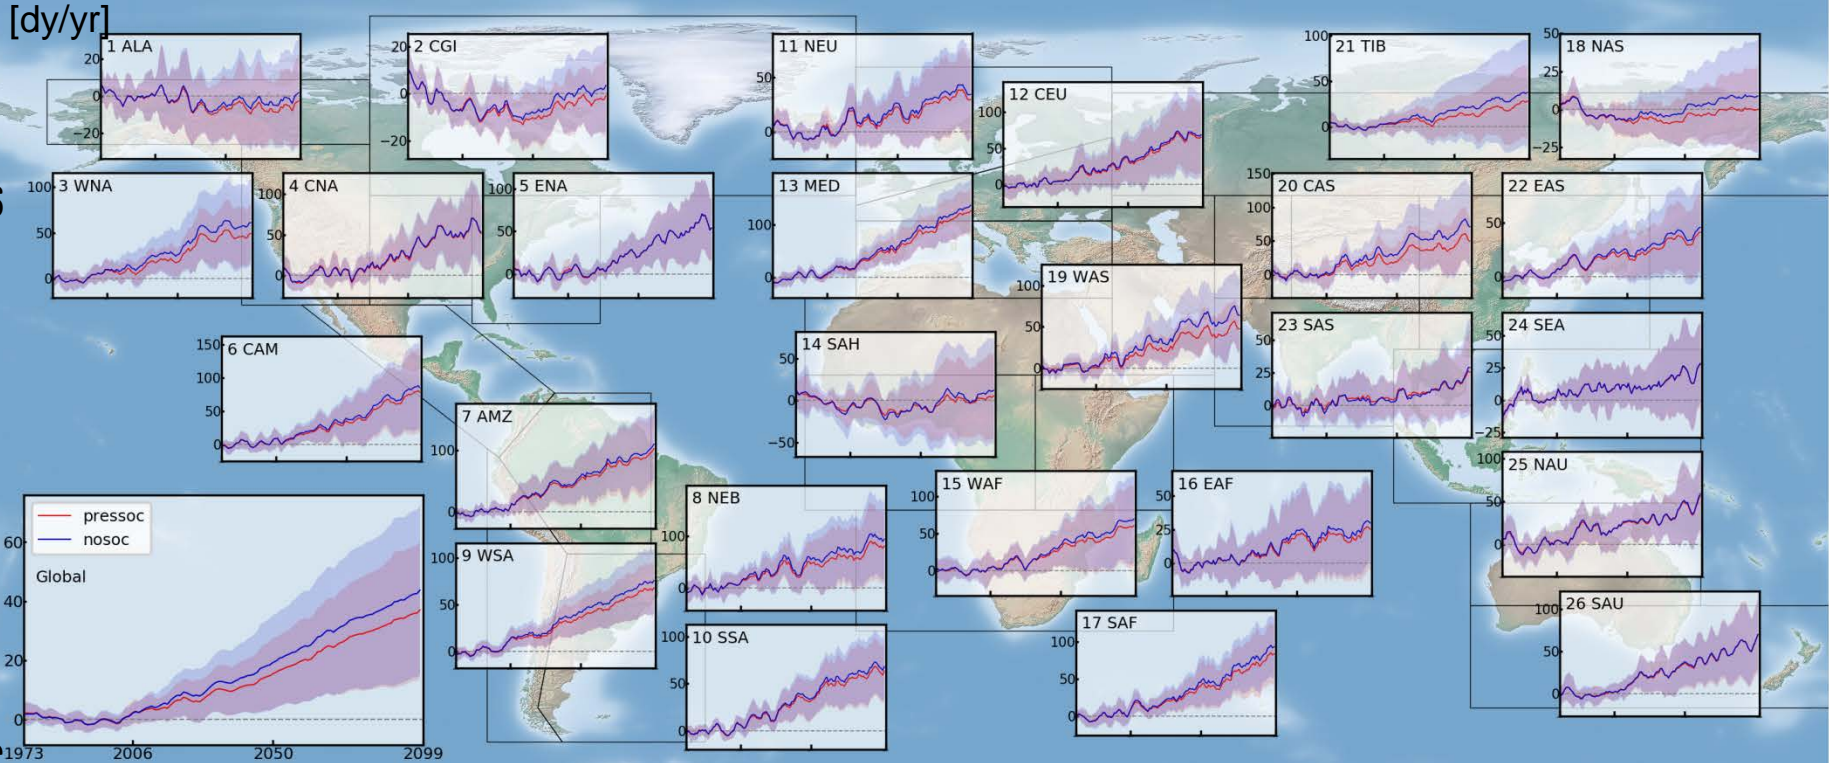 [dy/yr]
1 ALA
20
0
−20
2 CGI
20
0
−20
11 NEU
50
0
12 CEU
100
50
0
21 TIB
100
50
0
18 NAS
50
25
0
−25
3 WNA
100
50
0
4 CNA
100
50
0
5 ENA
100
50
0
13 MED
100
0
20 CAS
150
100
50
0
22 EAS
50
0
19 WAS
100
50
0
6 CAM
150
100
50
0
14 SAH
50
0
−50
23 SAS
50
25
0
24 SEA
50
25
0
−25
7 AMZ
100
0
8 NEB
100
0
15 WAF
100
50
0
16 EAF
50
25
0
25 NAU
100
50
0
9 WSA
100
50
0
10 SSA
100
50
0
17 SAF
100
50
0
26 SAU
100
50
0
pressoc
nosoc
Global
60
40
20
0
1973 2006 2050 2099